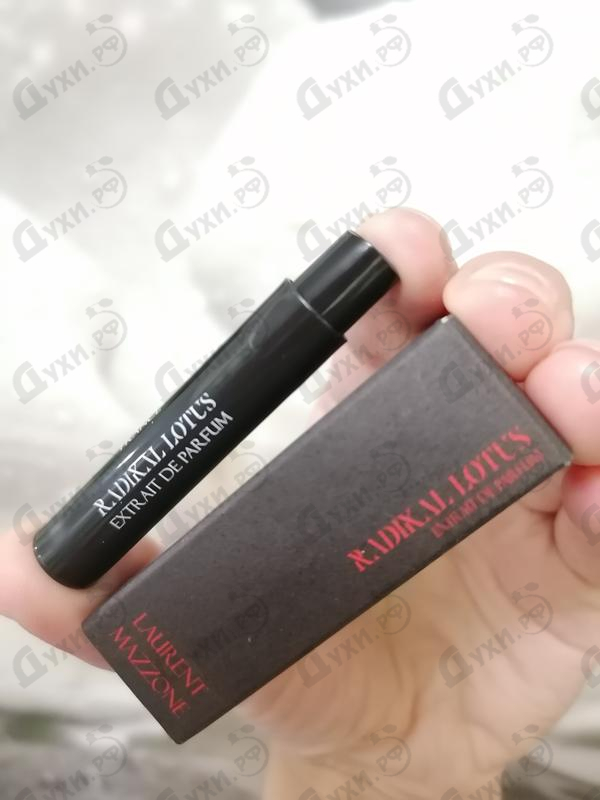 RADIKAL LOTUS
EXTRAIT DE PARFUM
RADIKAL LOTUS
EXTRAIT DE PARFUM
LAURENT
MAZZONE
Духи.РФ